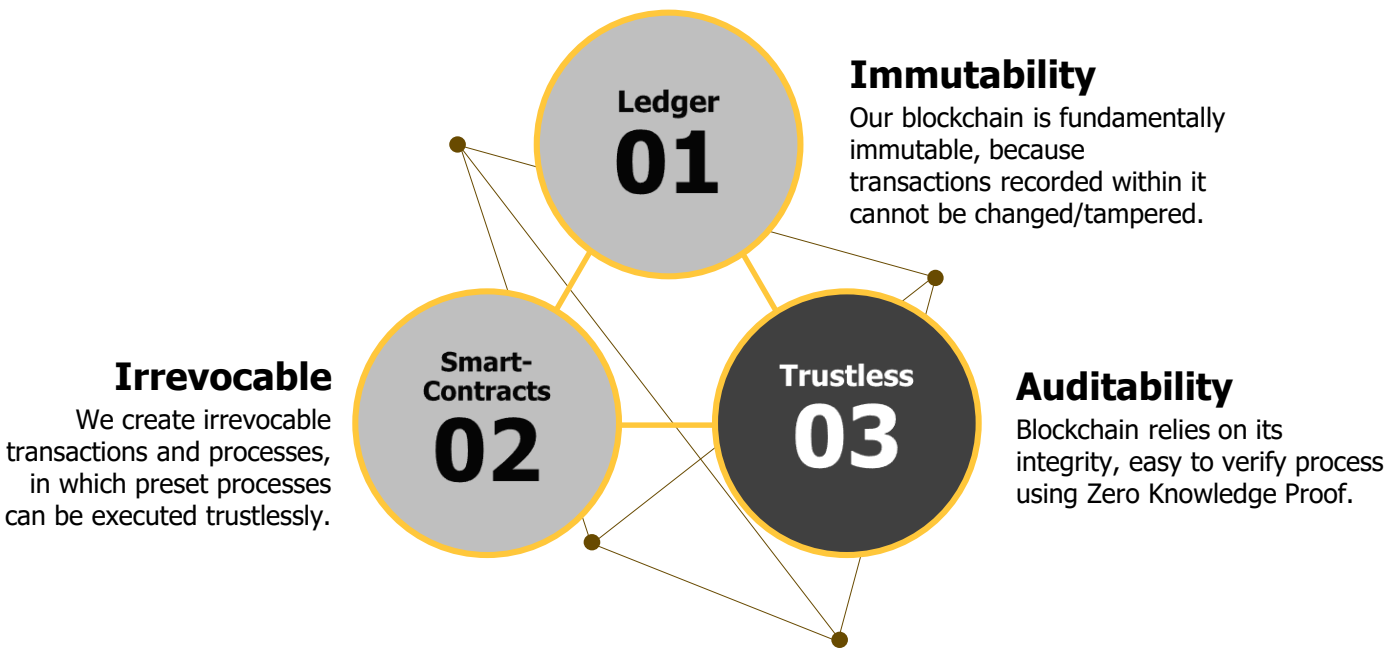 Ledger
01
Immutability
Our blockchain is fundamentally
immutable, because
transactions recorded within it
cannot be changed/tampered.
Smart-
Contracts
02
Irrevocable
We create irrevocable
transactions and processes,
in which preset processes
can be executed trustlessly.
Trustless
03
Auditability
Blockchain relies on its
integrity, easy to verify process
using Zero Knowledge Proof.